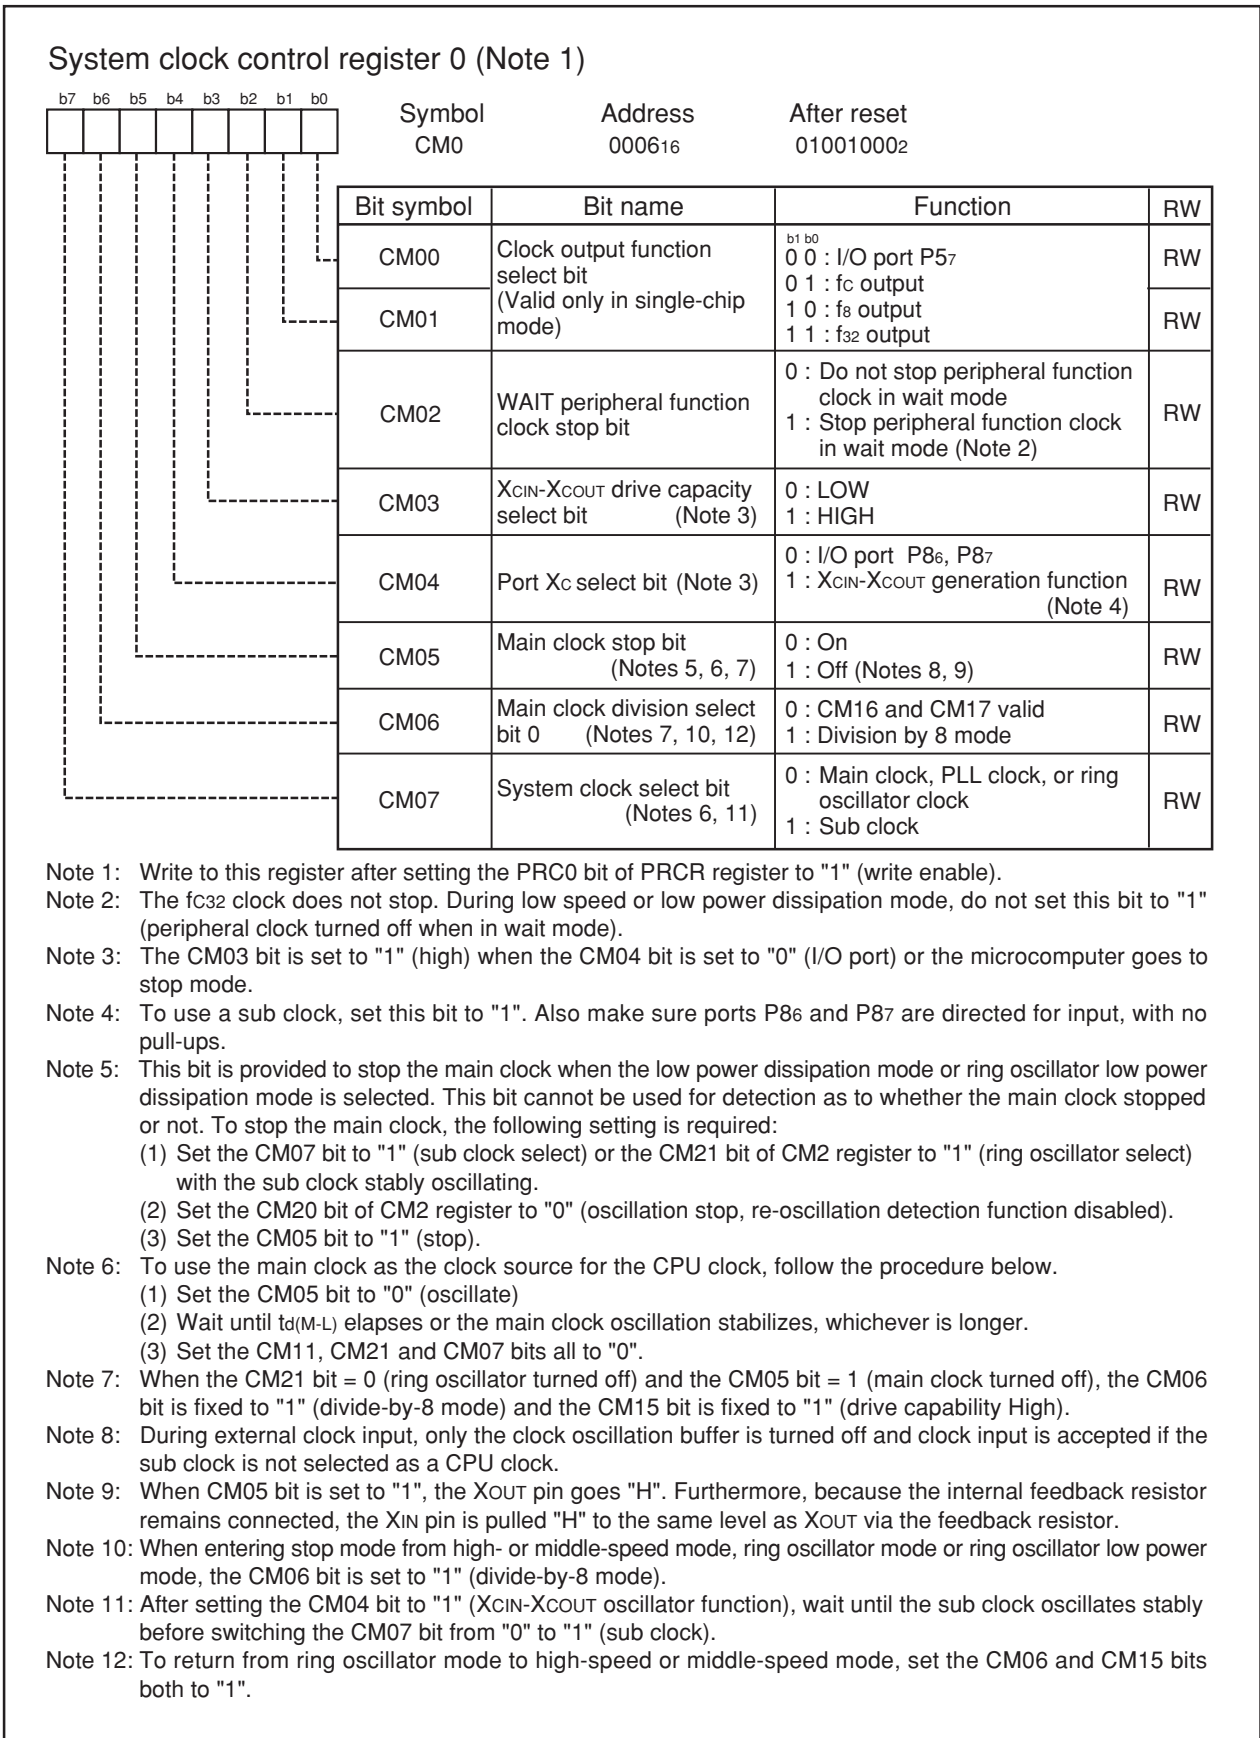 System clock control register 0 (Note 1)
b7 b6 b5 b4 b3 b2 b1 b0
Symbol Address After reset
CM0 000616 010010002
Bit symbol Bit name Function RW
CM00 Clock output function select bit (Valid only in single-chip mode)
b1 b0
0 0 : I/O port P57
0 1 : fC output
1 0 : f8 output
1 1 : f32 output
RW
CM01 RW
CM02 WAIT peripheral function
clock stop bit
0 : Do not stop peripheral function
clock in wait mode
1 : Stop peripheral function clock
in wait mode (Note 2)
RW
CM03 XCIN-XCOUT drive capacity
select bit (Note 3)
0 : LOW
1 : HIGH
RW
CM04 Port XC select bit (Note 3)
0 : I/O port P86, P87
1 : XCIN-XCOUT generation function
(Note 4)
RW
CM05 Main clock stop bit
(Notes 5, 6, 7)
0 : On
1 : Off (Notes 8, 9)
RW
CM06 Main clock division select
bit 0 (Notes 7, 10, 12)
0 : CM16 and CM17 valid
1 : Division by 8 mode
RW
CM07 System clock select bit
(Notes 6, 11)
0 : Main clock, PLL clock, or ring
oscillator clock
1 : Sub clock
RW
Note 1: Write to this register after setting the PRC0 bit of PRCR register to "1" (write enable).
Note 2: The fC32 clock does not stop. During low speed or low power dissipation mode, do not set this bit to "1"
(peripheral clock turned off when in wait mode).
Note 3: The CM03 bit is set to "1" (high) when the CM04 bit is set to "0" (I/O port) or the microcomputer goes to
stop mode.
Note 4: To use a sub clock, set this bit to "1". Also make sure ports P86 and P87 are directed for input, with no
pull-ups.
Note 5: This bit is provided to stop the main clock when the low power dissipation mode or ring oscillator low power
dissipation mode is selected. This bit cannot be used for detection as to whether the main clock stopped
or not. To stop the main clock, the following setting is required:
(1) Set the CM07 bit to "1" (sub clock select) or the CM21 bit of CM2 register to "1" (ring oscillator select)
with the sub clock stably oscillating.
(2) Set the CM20 bit of CM2 register to "0" (oscillation stop, re-oscillation detection function disabled).
(3) Set the CM05 bit to "1" (stop).
Note 6: To use the main clock as the clock source for the CPU clock, follow the procedure below.
(1) Set the CM05 bit to "0" (oscillate)
(2) Wait until td(M-L) elapses or the main clock oscillation stabilizes, whichever is longer.
(3) Set the CM11, CM21 and CM07 bits all to "0".
Note 7: When the CM21 bit = 0 (ring oscillator turned off) and the CM05 bit = 1 (main clock turned off), the CM06
bit is fixed to "1" (divide-by-8 mode) and the CM15 bit is fixed to "1" (drive capability High).
Note 8: During external clock input, only the clock oscillation buffer is turned off and clock input is accepted if the
sub clock is not selected as a CPU clock.
Note 9: When CM05 bit is set to "1", the XOUT pin goes "H". Furthermore, because the internal feedback resistor
remains connected, the XIN pin is pulled "H" to the same level as XOUT via the feedback resistor.
Note 10: When entering stop mode from high- or middle-speed mode, ring oscillator mode or ring oscillator low power
mode, the CM06 bit is set to "1" (divide-by-8 mode).
Note 11: After setting the CM04 bit to "1" (XCIN-XCOUT oscillator function), wait until the sub clock oscillates stably
before switching the CM07 bit from "0" to "1" (sub clock).
Note 12: To return from ring oscillator mode to high-speed or middle-speed mode, set the CM06 and CM15 bits
both to "1".